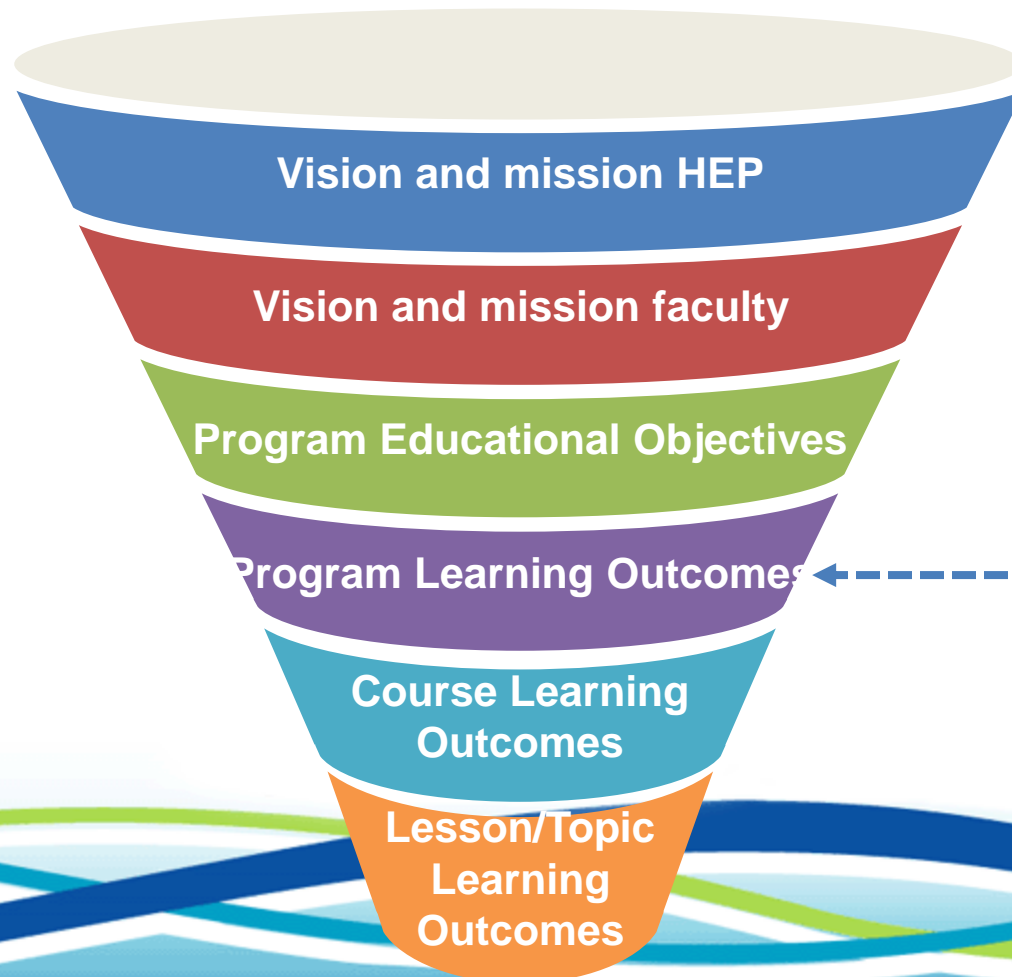 Vision and mission HEP
Vision and mission faculty
Program Educational Objectives
Program Learning Outcomes
Course Learning
Outcomes
Lesson/Topic
Learning
Outcomes